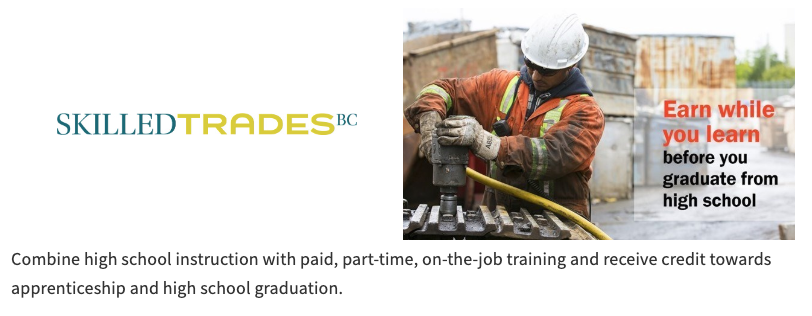 SKILLEDTRADESBC
Earn while
you learn
before you
graduate from
high school
Combine high school instruction with paid, part-time, on-the-job training and receive credit towards
apprenticeship and high school graduation.